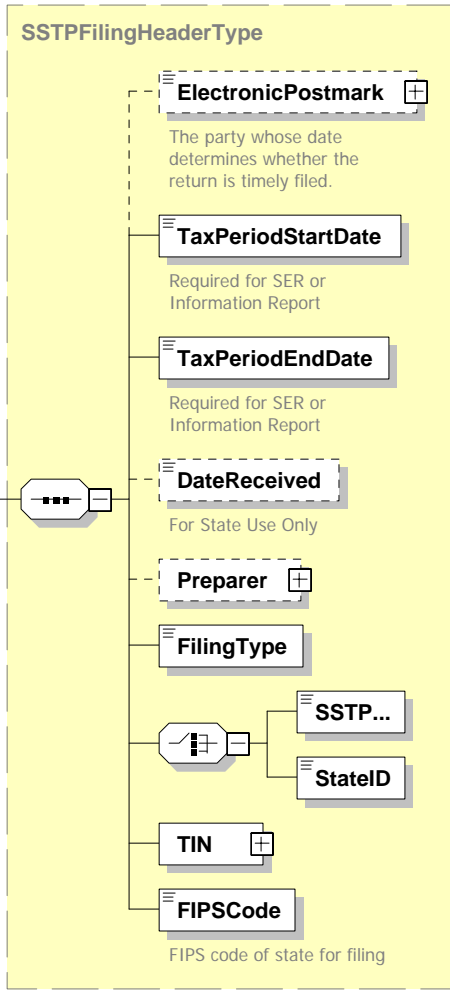 SSTPFilingHeaderType
ElectronicPostmark
The party whose date
determines whether the
return is timely filed.
TaxPeriodStartDate
Required for SER or
Information Report
TaxPeriodEndDate
Required for SER or
Information Report
DateReceived
For State Use Only
Preparer
FilingType
SSTP...
StateID
TIN
FIPSCode
FIPS code of state for filing